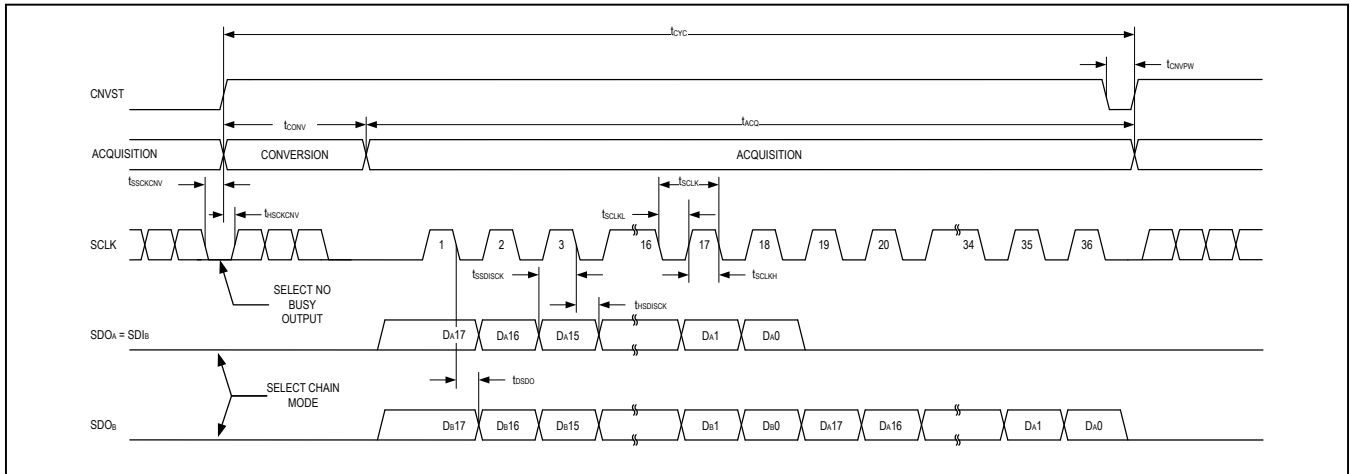 tCYC
tCNVPW
CNVST
tCONV
tACQ
ACQUISITION
CONVERSION
ACQUISITION
tSSCKCNV
tHSCKCNV
tSCLK
tSCLKL
SCLK
1 2 3 16 17 18 19 20 34 35 36
tSSDISCK
tSCLKH
SELECT NO
BUSY
OUTPUT
tHSDISCK
SDOA = SDIB
DA17 DA16 DA15 DA1 DA0
SELECT CHAIN
MODE
tDSDO
SDOB
DB17 DB16 DB15 DB1 DB0 DA17 DA16 DA1 DA0